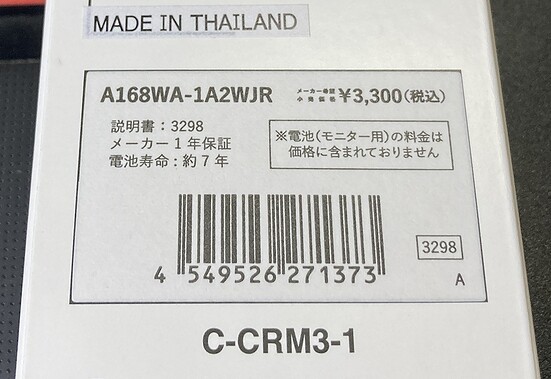 MADE IN THAILAND
A168WA-1A2WJR メーカー希望小売価格 ¥3,300(税込)
説明書：3298
メーカー1年保証
電池寿命：約7年
※電池(モニター用)の料金は
価格に含まれておりません
3298
4 549526 271373
A
C-CRM3-1